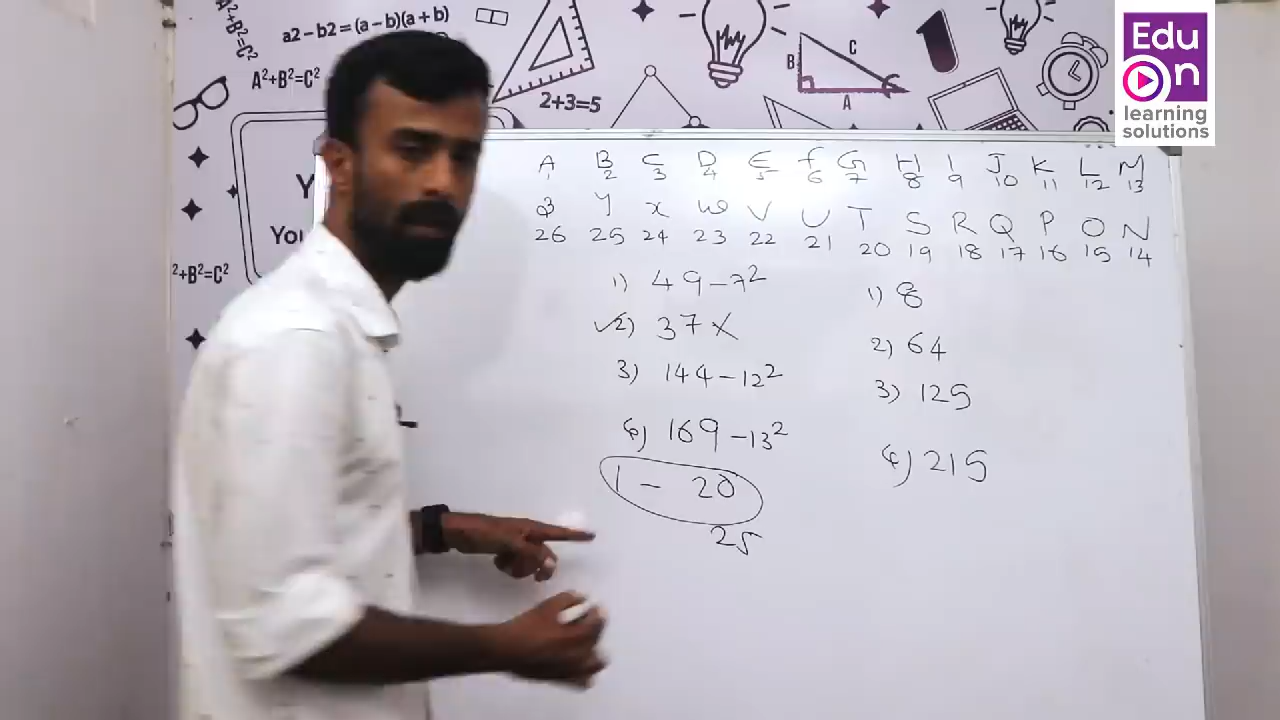 A²+B²=C²
a2 – b2 = (a – b)(a + b)
A²+B²=C²
2+3=5
B
C
A
Edu
On
learning
solutions
Y
You
²+B²=C²
A B C D E F G H I J K L M
1 2 3 4 5 6 7 8 9 10 11 12 13
Z Y X W V U T S R Q P O N
26 25 24 23 22 21 20 19 18 17 16 15 14
1) 49 – 7²
✓2) 37 X
3) 144 – 12²
4) 169 – 13²
1 – 20
25
1) 8
2) 64
3) 125
4) 215